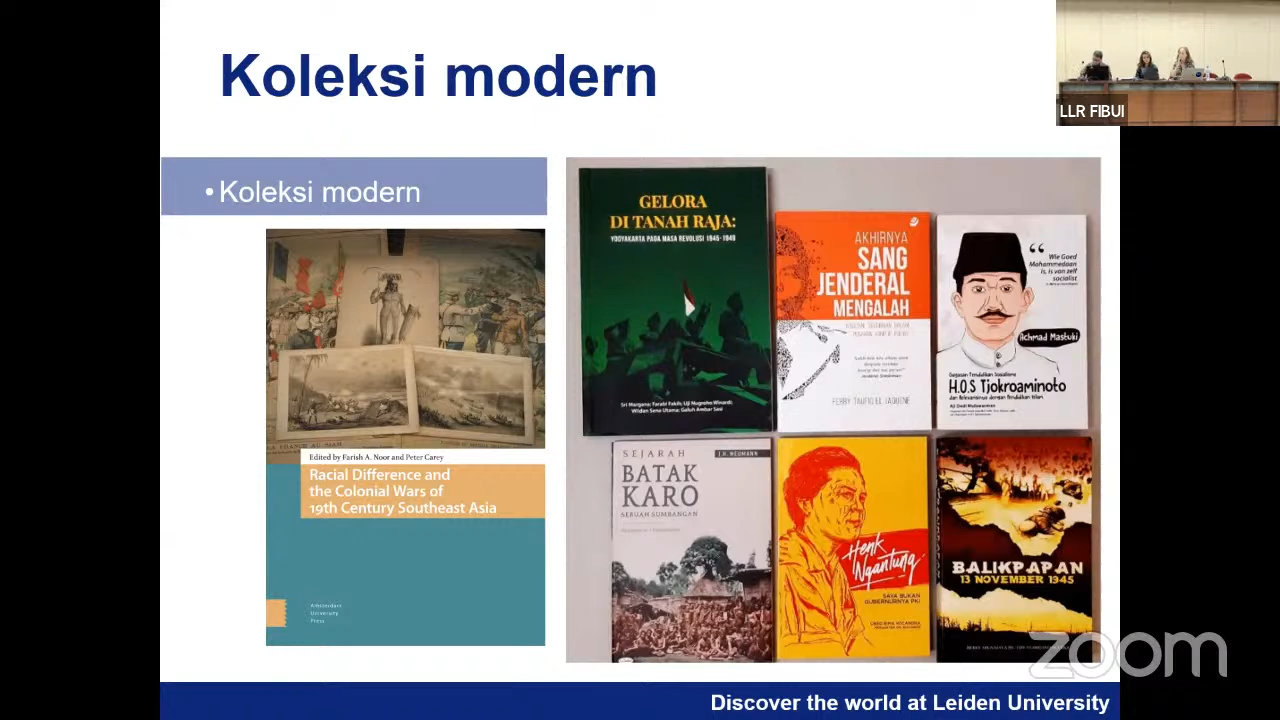 Koleksi modern
LLR FIBUI
•Koleksi modern
Edited by Farish A. Noor and Peter Carey
Racial Difference and
the Colonial Wars of
19th Century Southeast Asia
Amsterdam
University
Press
GELORA
DI TANAH RAJA:
YOGYAKARTA PADA MASA REVOLUSI 1945-1949
Sri Margana; Farabi Fakih; Uji Nugroho Winardi;
Wildan Sena Utama; Galuh Ambar Sasi
AKHIRNYA
SANG
JENDERAL
MENGALAH
FERRY TAUFIQ EL JAQUENE
“
Wie Goed
Mohammedaan
is, is van zelf
socialist
Achmad Mastuki
Gagasan Pendidikan Sosialisme
H.O.S Tjokroaminoto
dan Relevansinya dengan Pendidikan Islam
Aji Dedi Mulawarman
SEJARAH
J.H. NEUMANN
BATAK
KARO
SEBUAH SUMBANGAN
Henk
Ngantung
SAYA BUKAN
GUBERNURNYA PKI
BALIKPAPAN
13 NOVEMBER 1945
zoom
Discover the world at Leiden University